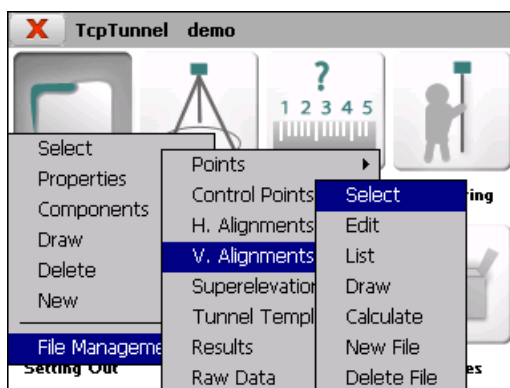 X TcpTunnel demo
?
1 2 3 4 5
Select
Properties
Components
Draw
Delete
New
File Manageme
Points
Control Points
H. Alignments
V. Alignments
Superelevation
Tunnel Templ
Results
Raw Data
Select
Edit
List
Draw
Calculate
New File
Delete File
ring
Setting Out
es